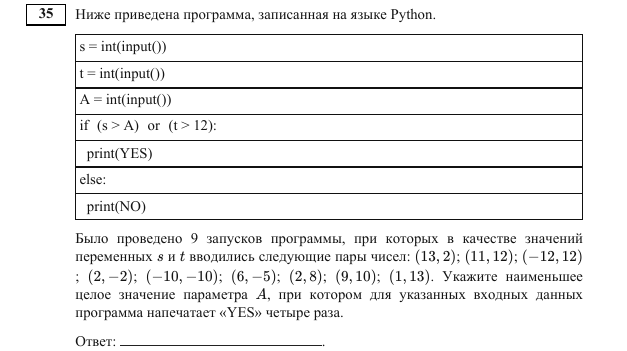 35 Ниже приведена программа, записанная на языке Python.
s = int(input())
t = int(input())
A = int(input())
if (s > A) or (t > 12):
print(YES)
else:
print(NO)
Было проведено 9 запусков программы, при которых в качестве значений
переменных s и t вводились следующие пары чисел: (13, 2); (11, 12); (−12, 12)
; (2, −2); (−10, −10); (6, −5); (2, 8); (9, 10); (1, 13). Укажите наименьшее
целое значение параметра A, при котором для указанных входных данных
программа напечатает «YES» четыре раза.
Ответ: .